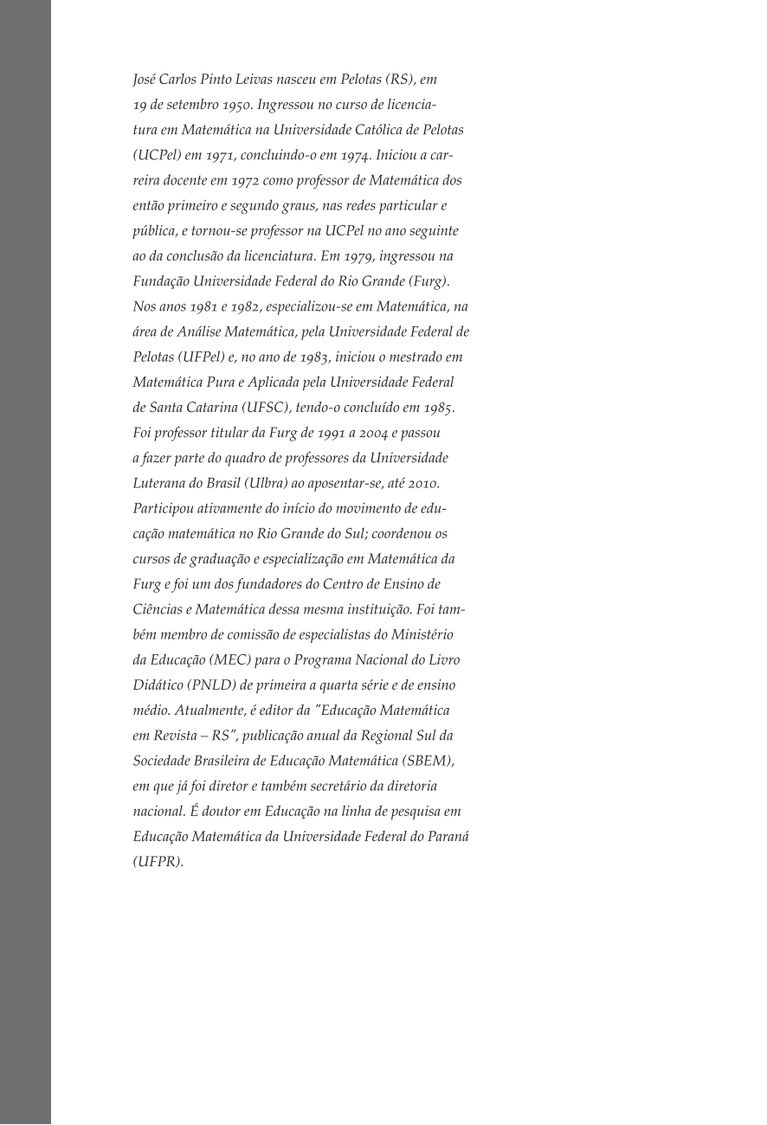 José Carlos Pinto Leivas nasceu em Pelotas (RS), em
19 de setembro 1950. Ingressou no curso de licencia-
tura em Matemática na Universidade Católica de Pelotas
(UCPel) em 1971, concluindo-o em 1974. Iniciou a car-
reira docente em 1972 como professor de Matemática dos
então primeiro e segundo graus, nas redes particular e
pública, e tornou-se professor na UCPel no ano seguinte
ao da conclusão da licenciatura. Em 1979, ingressou na
Fundação Universidade Federal do Rio Grande (Furg).
Nos anos 1981 e 1982, especializou-se em Matemática, na
área de Análise Matemática, pela Universidade Federal de
Pelotas (UFPel) e, no ano de 1983, iniciou o mestrado em
Matemática Pura e Aplicada pela Universidade Federal
de Santa Catarina (UFSC), tendo-o concluído em 1985.
Foi professor titular da Furg de 1991 a 2004 e passou
a fazer parte do quadro de professores da Universidade
Luterana do Brasil (Ulbra) ao aposentar-se, até 2010.
Participou ativamente do início do movimento de edu-
cação matemática no Rio Grande do Sul; coordenou os
cursos de graduação e especialização em Matemática da
Furg e foi um dos fundadores do Centro de Ensino de
Ciências e Matemática dessa mesma instituição. Foi tam-
bém membro de comissão de especialistas do Ministério
da Educação (MEC) para o Programa Nacional do Livro
Didático (PNLD) de primeira a quarta série e de ensino
médio. Atualmente, é editor da "Educação Matemática
em Revista – RS", publicação anual da Regional Sul da
Sociedade Brasileira de Educação Matemática (SBEM),
em que já foi diretor e também secretário da diretoria
nacional. É doutor em Educação na linha de pesquisa em
Educação Matemática da Universidade Federal do Paraná
(UFPR).